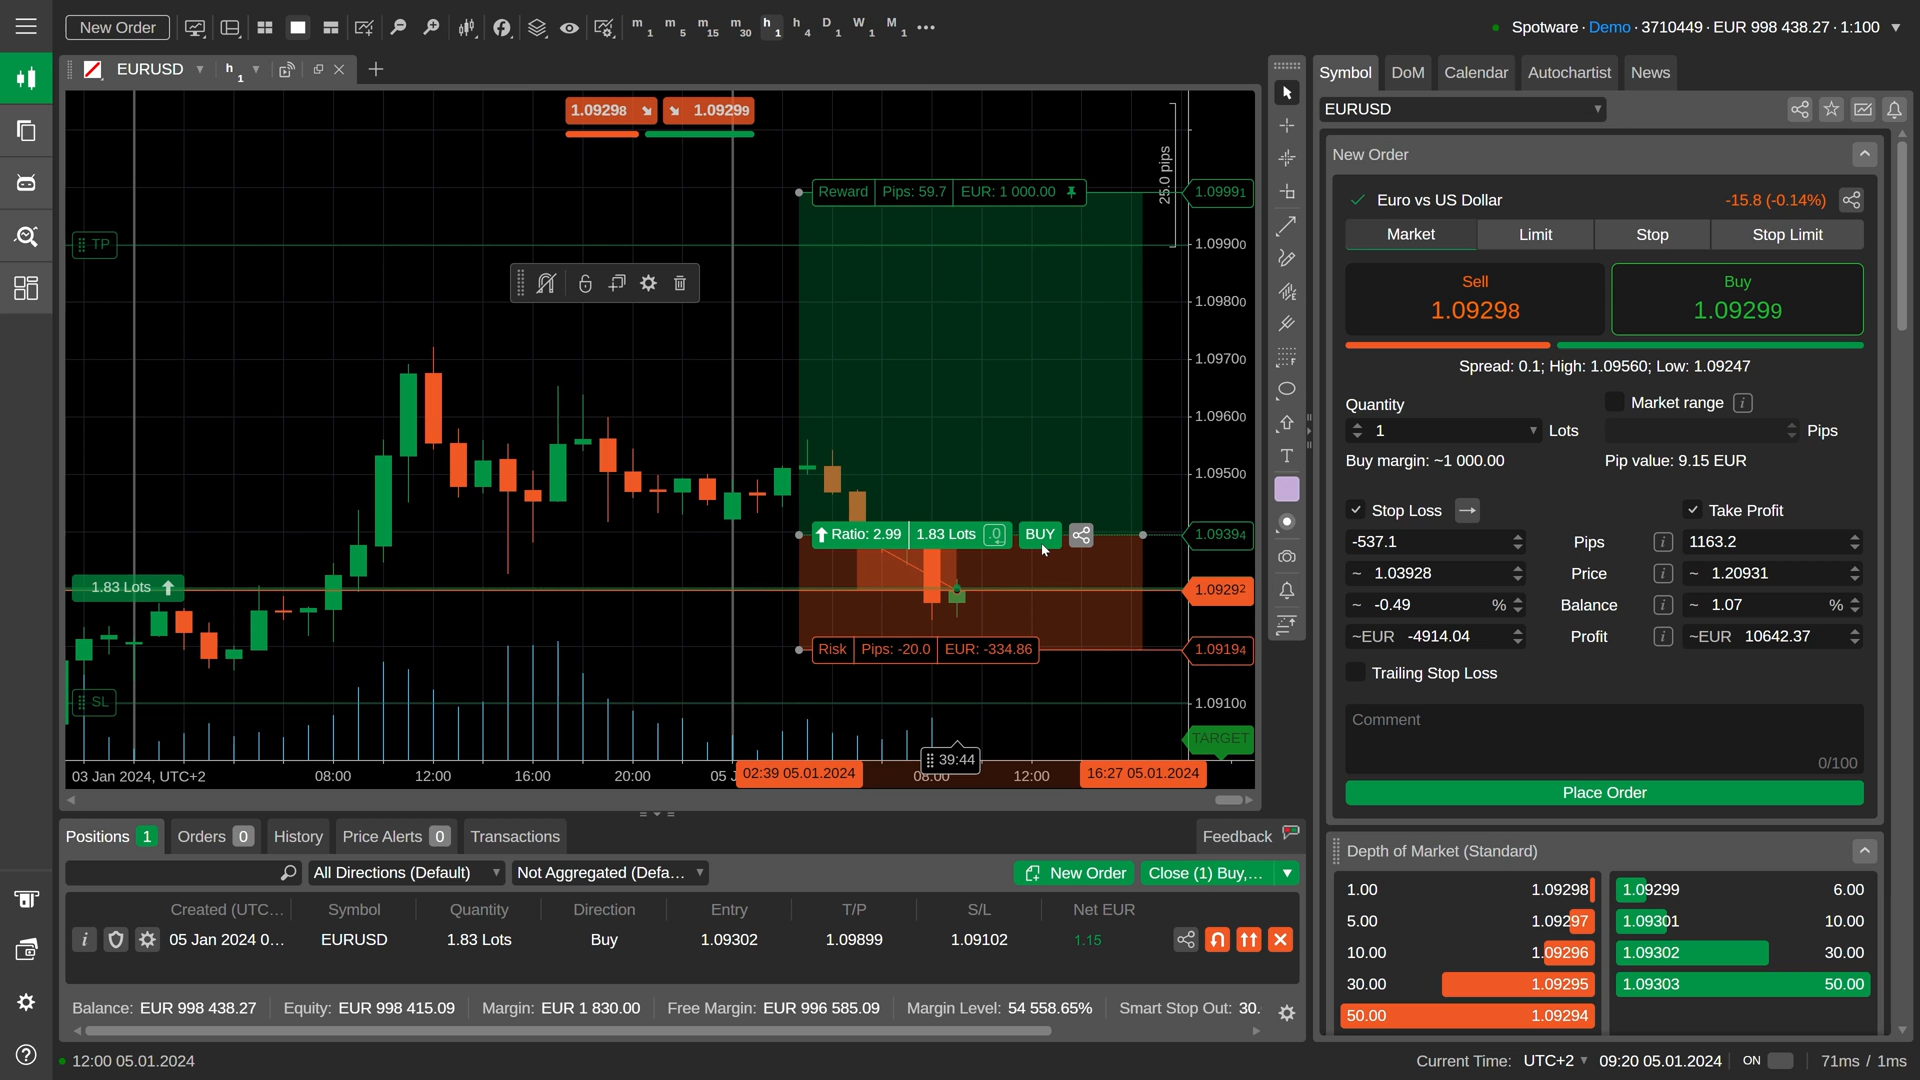 New Order
m1 m5 m15 m30 h1 h4 D1 W1 M1
Spotware · Demo · 3710449 · EUR 998 438.27 · 1:100
EURUSD h1
Symbol DoM Calendar Autochartist News
EURUSD
1.09298 1.09299
25.0 pips
Reward Pips: 59.7 EUR: 1 000.00
1.09991
TP
1.09900
1.09800
1.09700
1.09600
1.09500
Ratio: 2.99 1.83 Lots .0 BUY
1.09394
1.83 Lots
1.09292
Risk Pips: -20.0 EUR: -334.86
1.09194
SL
1.09100
TARGET
39:44
03 Jan 2024, UTC+2 08:00 12:00 16:00 20:00 05 J 02:39 05.01.2024 08:00 12:00 16:27 05.01.2024
New Order
Euro vs US Dollar -15.8 (-0.14%)
Market Limit Stop Stop Limit
Sell Buy
1.09298 1.09299
Spread: 0.1; High: 1.09560; Low: 1.09247
Quantity Market range i
1 Lots Pips
Buy margin: ~1 000.00 Pip value: 9.15 EUR
Stop Loss Take Profit
-537.1 Pips i 1163.2
~ 1.03928 Price i ~ 1.20931
~ -0.49 % Balance i ~ 1.07 %
~EUR -4914.04 Profit i ~EUR 10642.37
Trailing Stop Loss
Comment
0/100
Place Order
Depth of Market (Standard)
1.00 1.09298 1.09299 6.00
5.00 1.09297 1.09301 10.00
10.00 1.09296 1.09302 30.00
30.00 1.09295 1.09303 50.00
50.00 1.09294
Positions 1 Orders 0 History Price Alerts 0 Transactions Feedback
All Directions (Default) Not Aggregated (Defa... New Order Close (1) Buy,...
Created (UTC... Symbol Quantity Direction Entry T/P S/L Net EUR
i 05 Jan 2024 0... EURUSD 1.83 Lots Buy 1.09302 1.09899 1.09102 1.15
Balance: EUR 998 438.27 Equity: EUR 998 415.09 Margin: EUR 1 830.00 Free Margin: EUR 996 585.09 Margin Level: 54 558.65% Smart Stop Out: 30.
12:00 05.01.2024
Current Time: UTC+2 09:20 05.01.2024 ON 71ms / 1ms